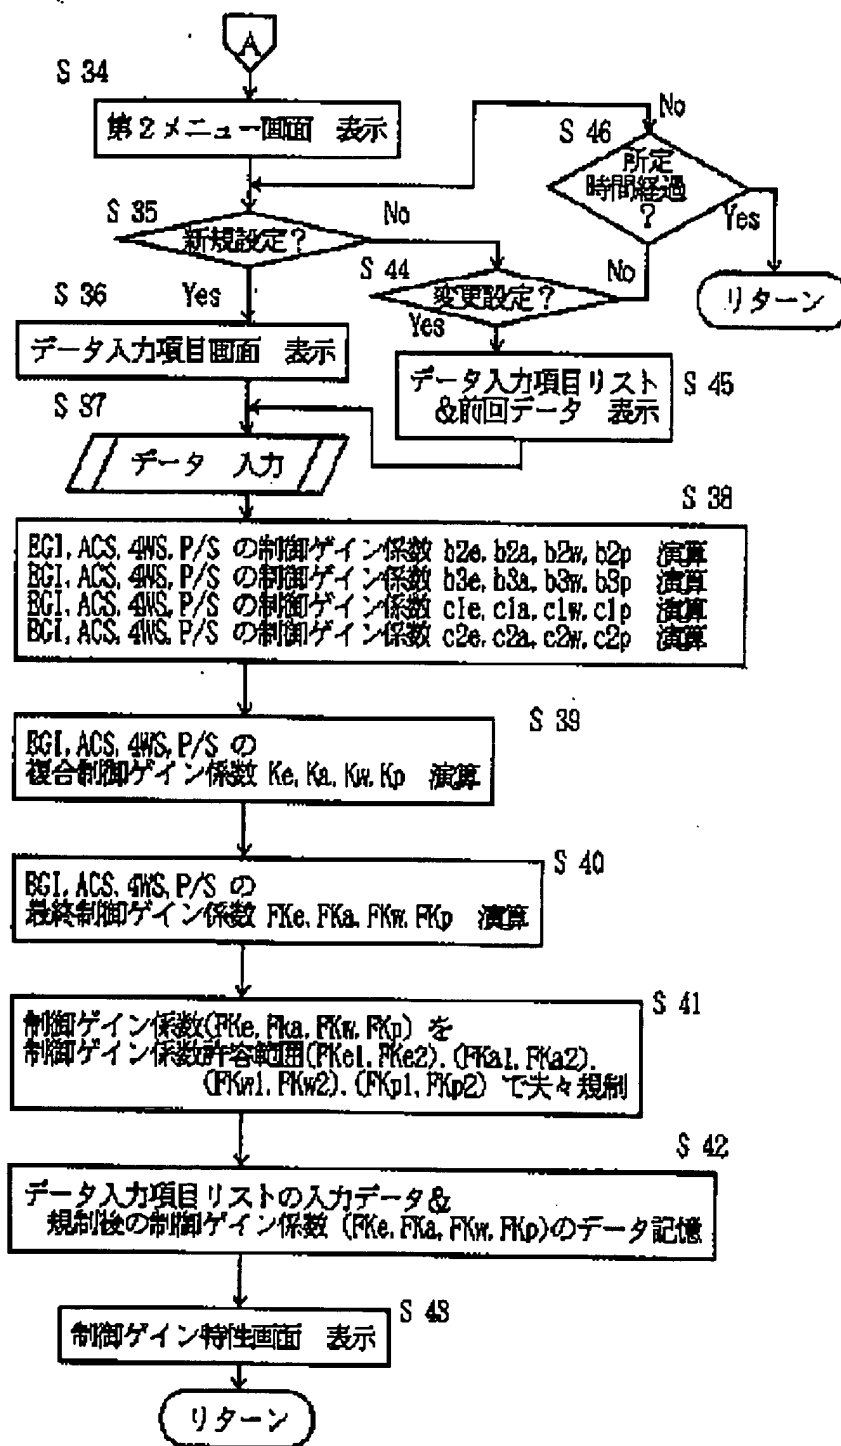 A
S 34
第2メニュー画面 表示
No
S 46
所定
時間経過
?
Yes
リターン
S 35
新規設定?
No
S 44
変更設定?
No
Yes
S 36
Yes
データ入力項目画面 表示
データ入力項目リスト
&前回データ 表示
S 45
S 37
データ 入力
S 38
EGI,ACS,4WS,P/S の制御ゲイン係数 b2e,b2a,b2w,b2p 演算
EGI,ACS,4WS,P/S の制御ゲイン係数 b3e,b3a,b3w,b3p 演算
EGI,ACS,4WS,P/S の制御ゲイン係数 c1e,c1a,c1w,c1p 演算
EGI,ACS,4WS,P/S の制御ゲイン係数 c2e,c2a,c2w,c2p 演算
S 39
EGI,ACS,4WS,P/S の
複合制御ゲイン係数 Ke,Ka,Kw,Kp 演算
S 40
EGI,ACS,4WS,P/S の
最終制御ゲイン係数 FKe,FKa,FKw,FKp 演算
S 41
制御ゲイン係数(FKe,Fka,FKw,FKp) を
制御ゲイン係数許容範囲(FKe1,FKe2),(FKa1,FKa2),
(FKw1,FKw2),(FKp1,FKp2) で夫々規制
S 42
データ入力項目リストの入力データ&
規制後の制御ゲイン係数 (FKe,FKa,FKw,FKp)のデータ記憶
S 43
制御ゲイン特性画面 表示
リターン